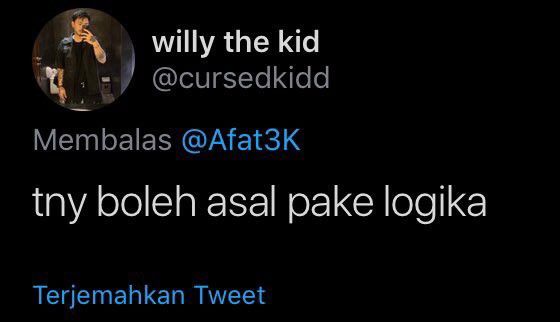 willy the kid
@cursedkidd
Membalas @Afat3K
tny boleh asal pake logika
Terjemahkan Tweet